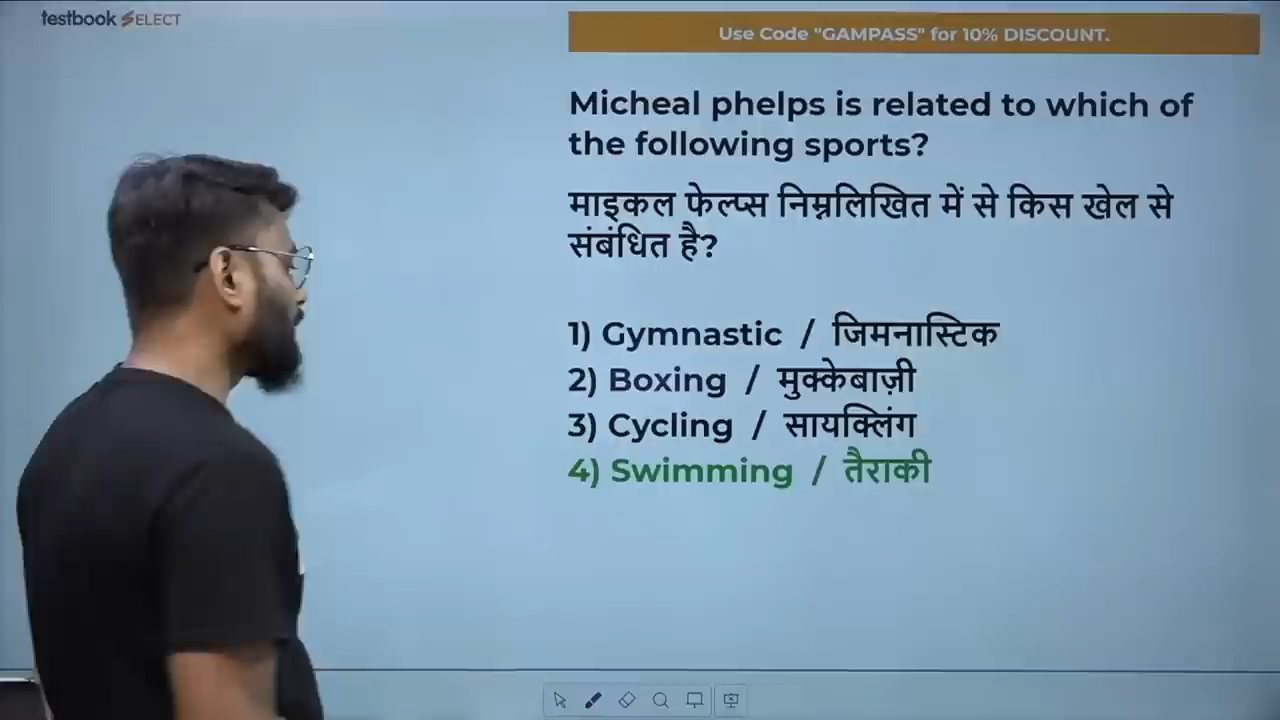 testbook SELECT
Use Code "GAMPASS" for 10% DISCOUNT.
Micheal phelps is related to which of
the following sports?
माइकल फेल्प्स निम्नलिखित में से किस खेल से
संबंधित है?
1) Gymnastic / जिमनास्टिक
2) Boxing / मुक्केबाज़ी
3) Cycling / सायक्लिंग
4) Swimming / तैराकी